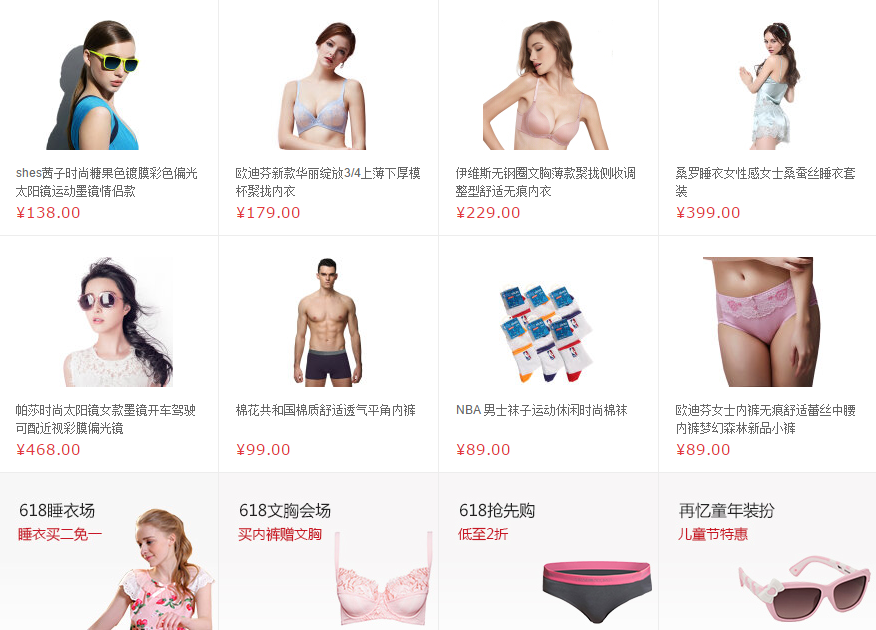 shes茜子时尚糖果色镀膜彩色偏光
太阳镜运动墨镜情侣款
¥138.00
欧迪芬新款华丽绽放3/4上薄下厚模
杯聚拢内衣
¥179.00
伊维斯无钢圈文胸薄款聚拢侧收调
整型舒适无痕内衣
¥229.00
桑罗睡衣女性感女士桑蚕丝睡衣套
装
¥399.00
帕莎时尚太阳镜女款墨镜开车驾驶
可配近视彩膜偏光镜
¥468.00
棉花共和国棉质舒适透气平角内裤
¥99.00
NBA 男士袜子运动休闲时尚棉袜
¥89.00
欧迪芬女士内裤无痕舒适蕾丝中腰
内裤梦幻森林新品小裤
¥89.00
618睡衣场
睡衣买二免一
618文胸会场
买内裤赠文胸
618抢先购
低至2折
再忆童年装扮
儿童节特惠